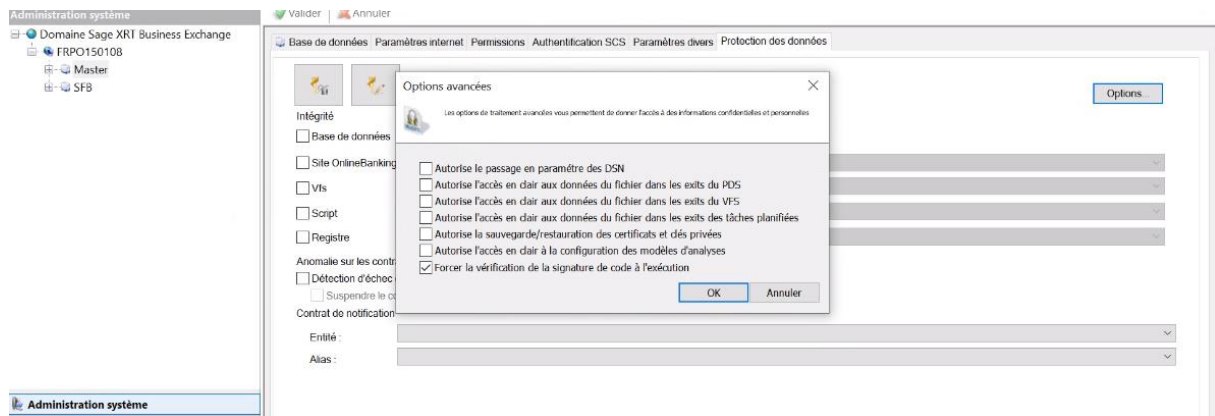 Administration système
Valider Annuler
Domaine Sage XRT Business Exchange
FRPO150108
Master
SFB
Base de données Paramètres internet Permissions Authentification SCS Paramètres divers Protection des données
Options avancées
Les options de traitement avancées vous permettent de donner l'accès à des informations confidentielles et personnelles
Options...
Intégrité
Base de données
Site OnlineBanking
Vfs
Script
Registre
Autorise le passage en paramètre des DSN
Autorise l'accès en clair aux données du fichier dans les exits du PDS
Autorise l'accès en clair aux données du fichier dans les exits du VFS
Autorise l'accès en clair aux données du fichier dans les exits des tâches planifiées
Autorise la sauvegarde/restauration des certificats et clés privées
Autorise l'accès en clair à la configuration des modèles d'analyses
Forcer la vérification de la signature de code à l'exécution
OK Annuler
Anomalie sur les contr
Détection d'échec
Suspendre le co
Contrat de notification
Entité :
Alias :
Administration système